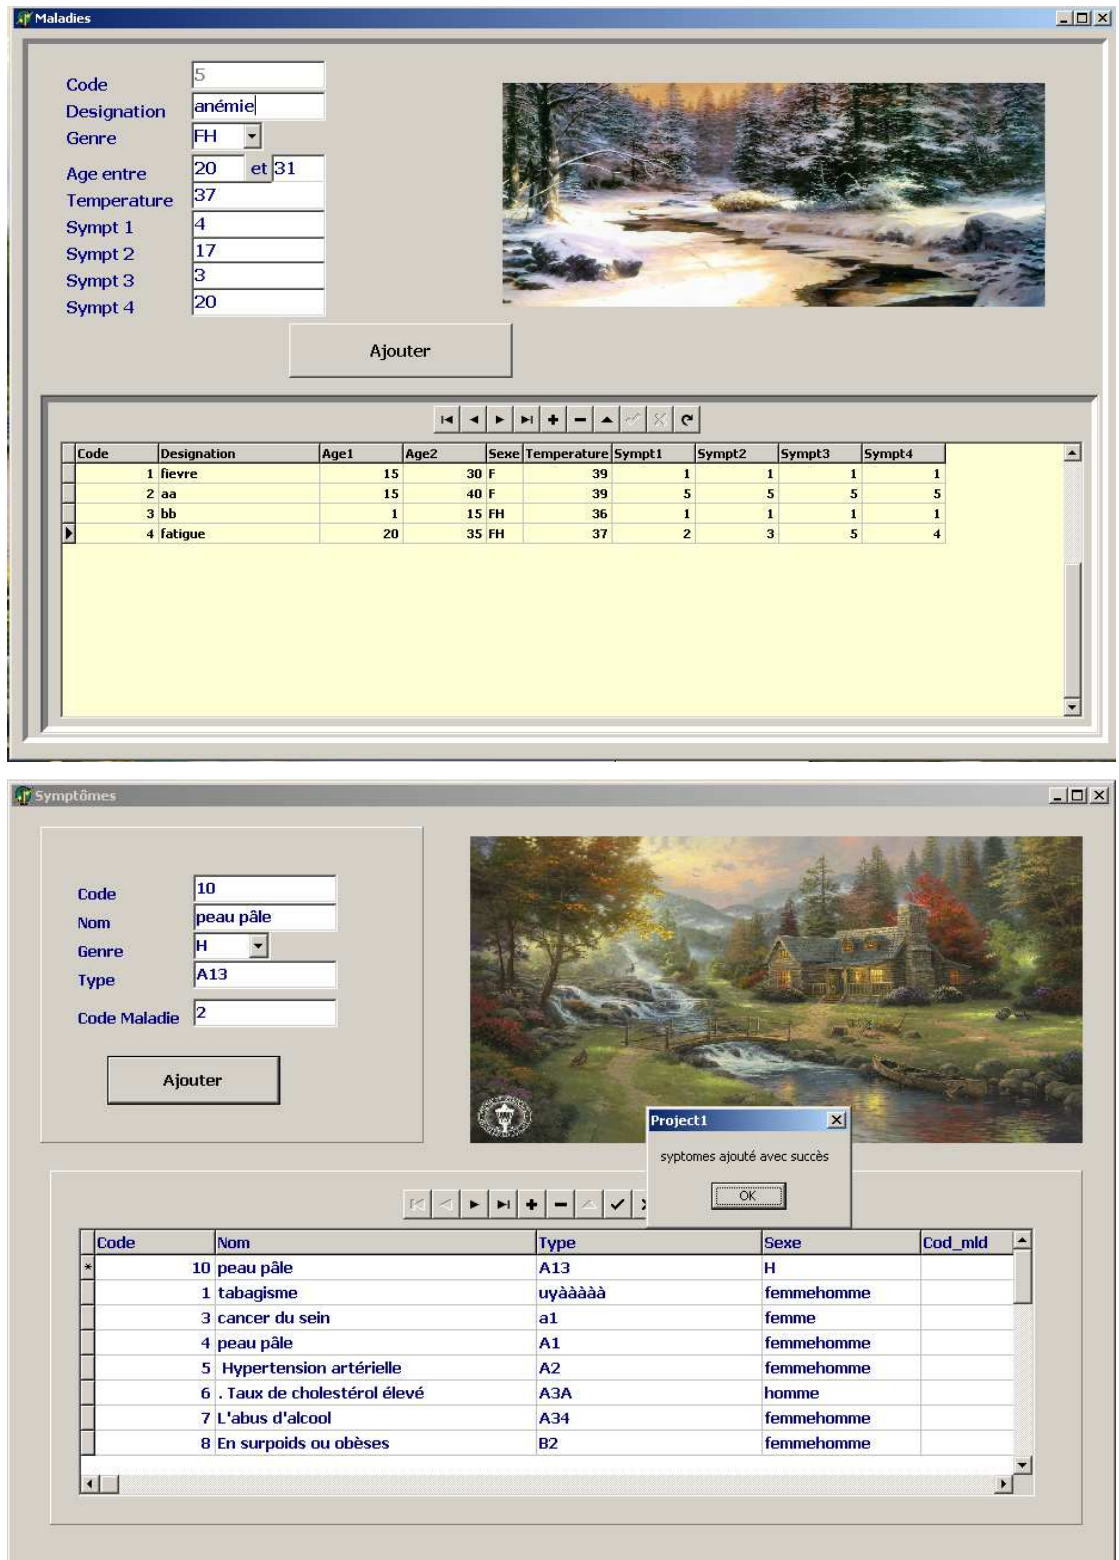 Maladies
Code 5
Designation anémie
Genre FH
Age entre 20 et 31
Temperature 37
Sympt 1 4
Sympt 2 17
Sympt 3 3
Sympt 4 20
Ajouter
Code Designation Age1 Age2 Sexe Temperature Sympt1 Sympt2 Sympt3 Sympt4
1 fievre 15 30 F 39 1 1 1 1
2 aa 15 40 F 39 5 5 5 5
3 bb 1 15 FH 36 1 1 1 1
4 fatigue 20 35 FH 37 2 3 5 4
Symptômes
Code 10
Nom peau pâle
Genre H
Type A13
Code Maladie 2
Ajouter
Project1
syptomes ajouté avec succès
OK
Code Nom Type Sexe Cod_mld
10 peau pâle A13 H
1 tabagisme uyààààà femmehomme
3 cancer du sein a1 femme
4 peau pâle A1 femmehomme
5 Hypertension artérielle A2 femmehomme
6 . Taux de cholestérol élevé A3A homme
7 L'abus d'alcool A34 femmehomme
8 En surpoids ou obèses B2 femmehomme